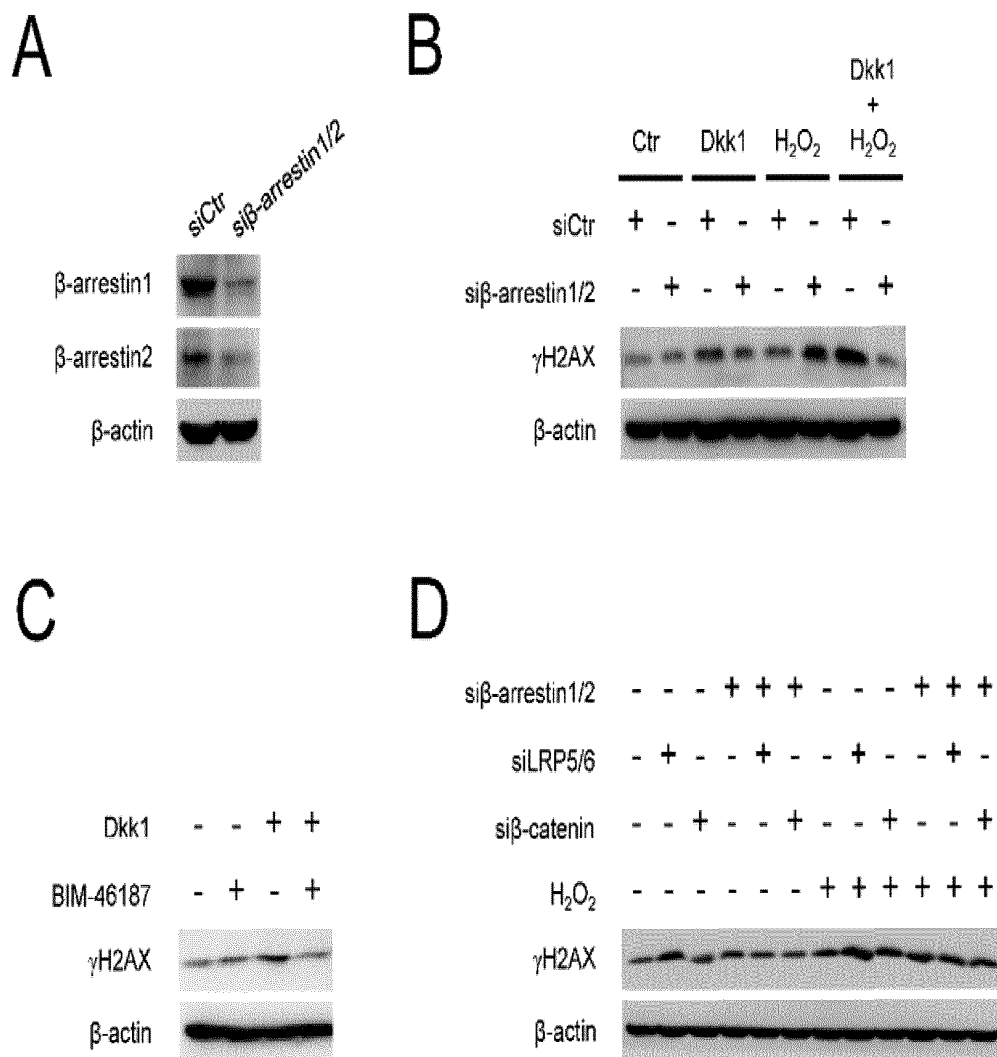 A
siCtr
siβ-arrestin1/2
β-arrestin1
β-arrestin2
β-actin
B
Ctr Dkk1 H₂O₂ Dkk1 + H₂O₂
siCtr + - + - + - + -
siβ-arrestin1/2 - + - + - + - +
γH2AX
β-actin
C
Dkk1 - - + +
BIM-46187 - + - +
γH2AX
β-actin
D
siβ-arrestin1/2 - - - + + + - - - + + +
siLRP5/6 - + - - + - - + - - + -
siβ-catenin - - + - - + - - + - - +
H₂O₂ - - - - - - + + + + + +
γH2AX
β-actin